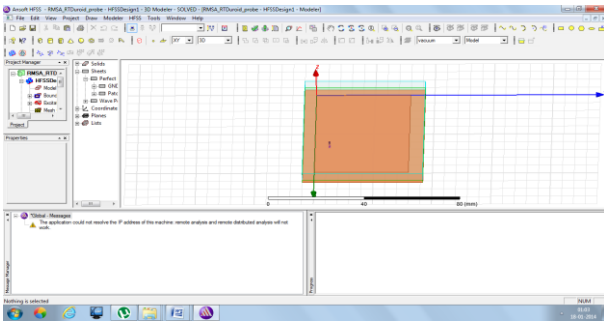 Ansoft HFSS - RMSA_RTDuroid_probe - HFSSDesign1 - 3D Modeler - SOLVED - [RMSA_RTDuroid_probe - HFSSDesign1 - Modeler]
File Edit View Project Draw Modeler HFSS Tools Window Help
XY 3D vacuum Model
Project Manager
RMSA_RTD
HFSSDe
Model
Bounc
Excita
Mesh
Project
Properties
Solids
Sheets
Perfect
GND
Patc
Wave P
Coordinate
Planes
Lists
Z
0 40 80 (mm)
*Global - Messages
The application could not resolve the IP address of this machine; remote analysis and remote distributed analysis will not work.
Message Manager
Progress
Nothing is selected
NUM